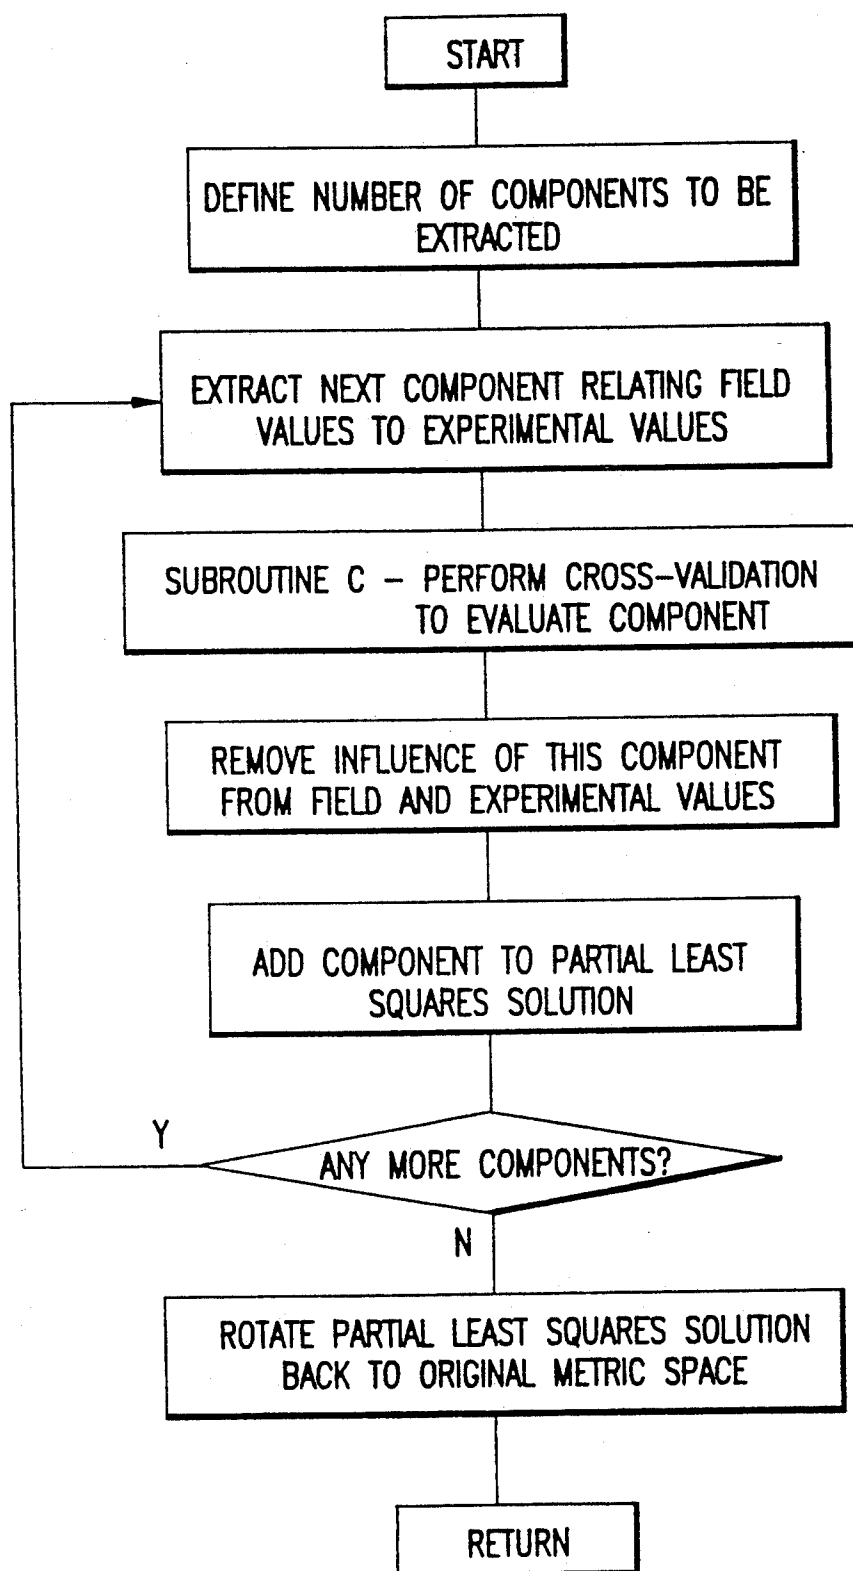 START
DEFINE NUMBER OF COMPONENTS TO BE
EXTRACTED
EXTRACT NEXT COMPONENT RELATING FIELD
VALUES TO EXPERIMENTAL VALUES
SUBROUTINE C - PERFORM CROSS-VALIDATION
TO EVALUATE COMPONENT
REMOVE INFLUENCE OF THIS COMPONENT
FROM FIELD AND EXPERIMENTAL VALUES
ADD COMPONENT TO PARTIAL LEAST
SQUARES SOLUTION
Y
ANY MORE COMPONENTS?
N
ROTATE PARTIAL LEAST SQUARES SOLUTION
BACK TO ORIGINAL METRIC SPACE
RETURN